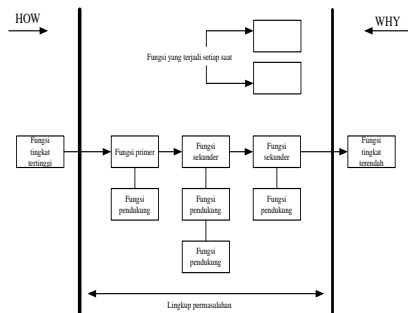 HOW
WHY
Fungsi yang terjadi setiap saat
Fungsi
tingkat
tertinggi
Fungsi primer
Fungsi
sekunder
Fungsi
sekunder
Fungsi
tingkat
terendah
Fungsi
pendukung
Fungsi
pendukung
Fungsi
pendukung
Fungsi
pendukung
Lingkup permasalahan